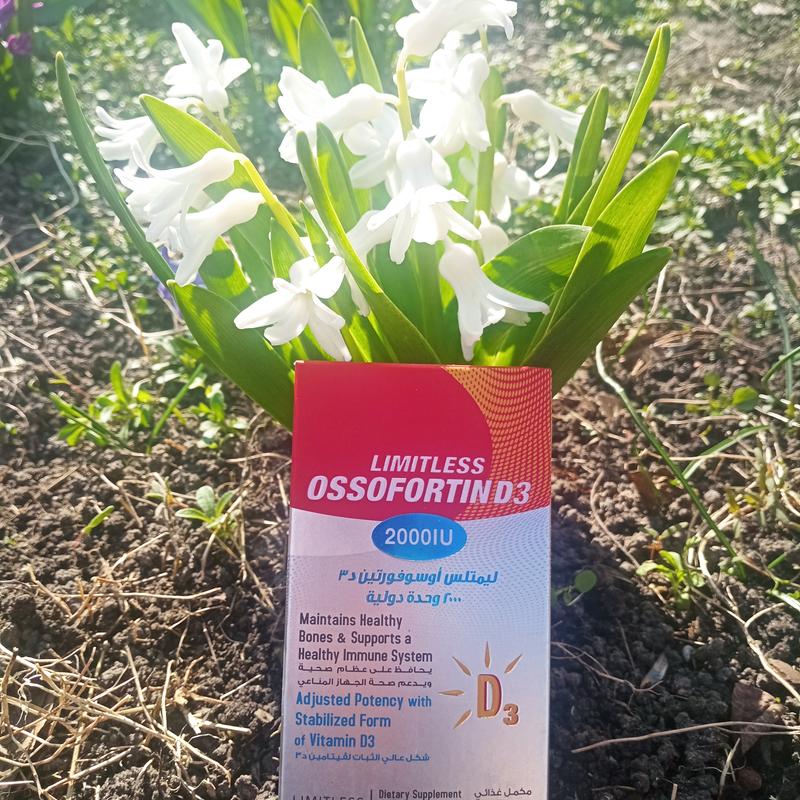 LIMITLESS
OSSOFORTIN D3
2000IU
ليمتلس أوسوفورتين د٣
٢٠٠٠ وحدة دولية
Maintains Healthy
Bones & Supports a
Healthy Immune System
يحافظ على عظام صحية
ويدعم صحة الجهاز المناعي
D3
Adjusted Potency with
Stabilized Form
of Vitamin D3
شكل عالي الثبات لفيتامين د٣
LIMITLESS | Dietary Supplement مكمل غذائي